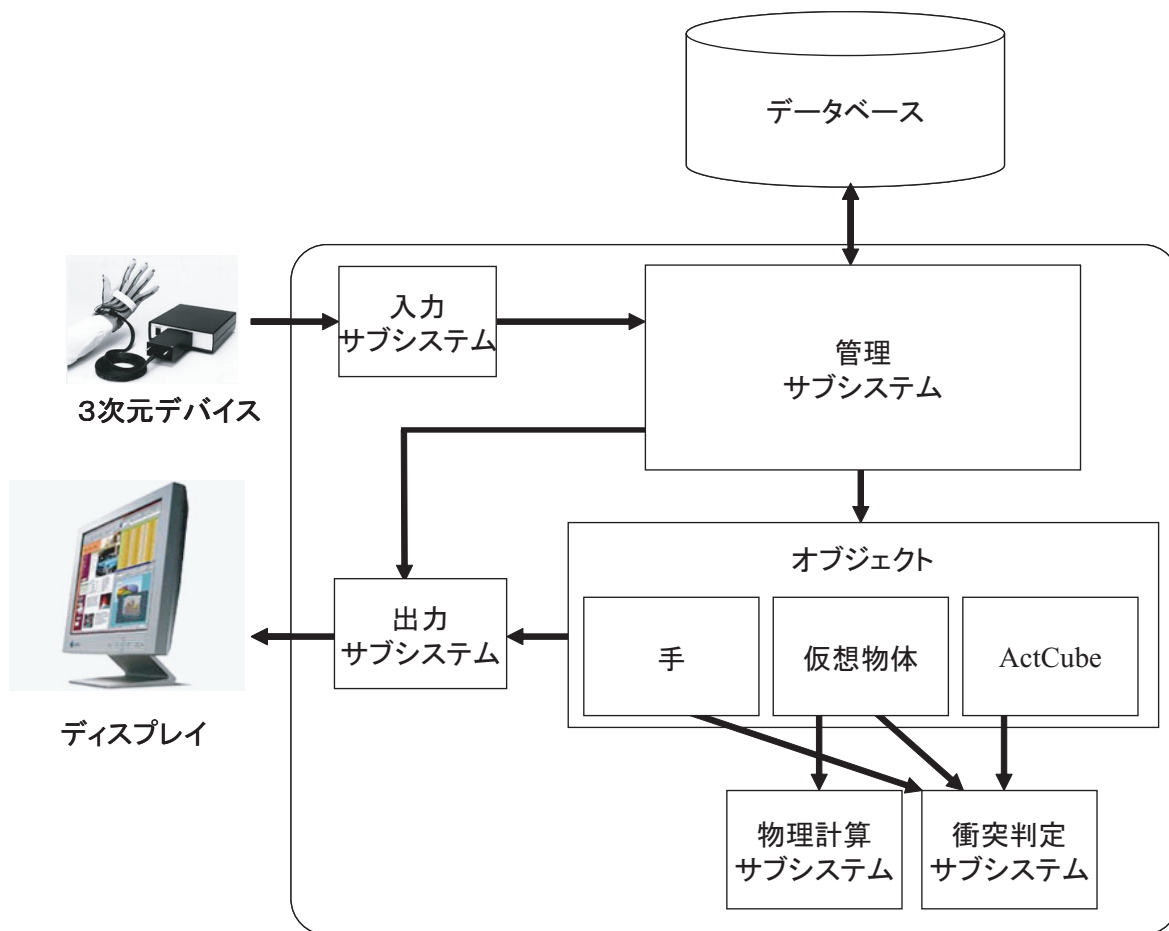 データベース
入力
サブシステム
管理
サブシステム
3次元デバイス
オブジェクト
出力
サブシステム
手
仮想物体
ActCube
ディスプレイ
物理計算
サブシステム
衝突判定
サブシステム